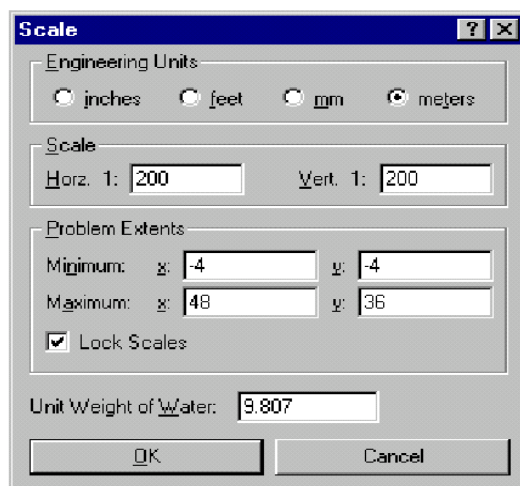 Scale
Engineering Units
inches feet mm meters
Scale
Horz. 1: 200 Vert. 1: 200
Problem Extents
Minimum: x: -4 y: -4
Maximum: x: 48 y: 36
Lock Scales
Unit Weight of Water: 9.807
OK Cancel